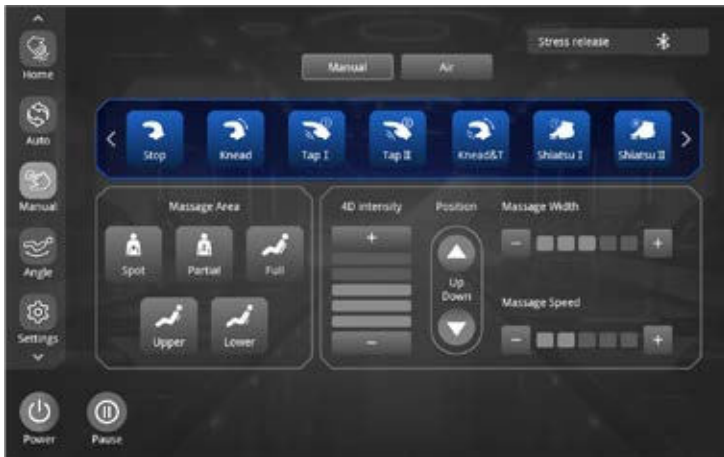 Home
Auto
Manual
Angle
Settings
Power
Pause
Stress release
Manual
Air
Stop
Knead
Tap I
Tap II
Knead&T
Shiatsu I
Shiatsu II
Massage Area
Spot
Partial
Full
Upper
Lower
4D intensity
+
−
Position
Up
Down
Massage Width
− +
Massage Speed
− +